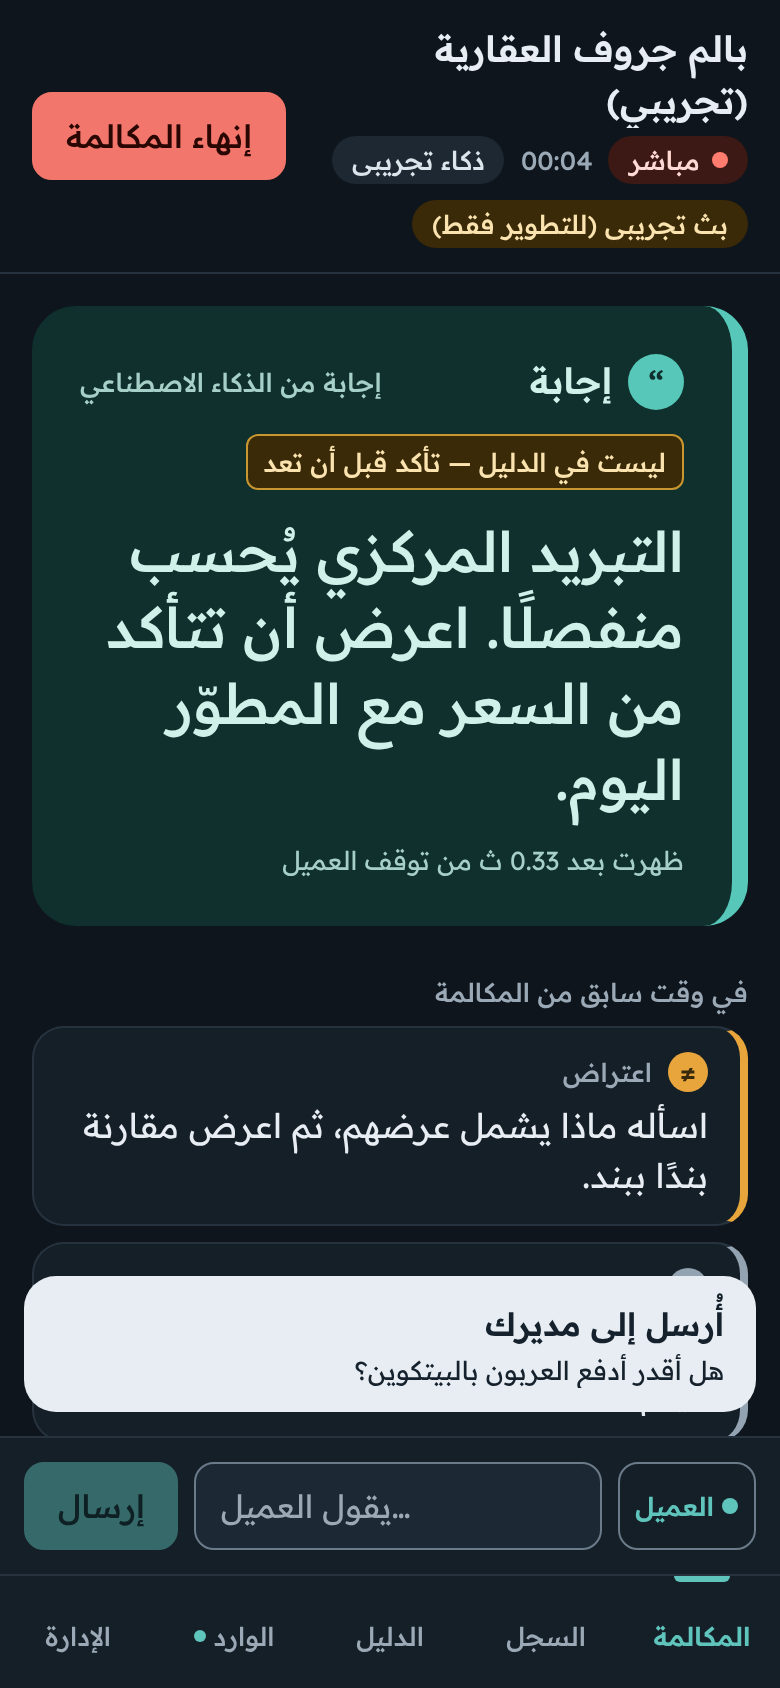 بالم جروف العقارية
(تجريبي)
إنهاء المكالمة
مباشر
00:04
ذكاء تجريبي
بث تجريبي (للتطوير فقط)
إجابة
إجابة من الذكاء الاصطناعي
ليست في الدليل — تأكد قبل أن تعد
التبريد المركزي يُحسب
منفصلًا. اعرض أن تتأكد
من السعر مع المطوّر
اليوم.
ظهرت بعد 0.33 ث من توقف العميل
في وقت سابق من المكالمة
≠ اعتراض
اسأله ماذا يشمل عرضهم، ثم اعرض مقارنة
بندًا ببند.
أُرسل إلى مديرك
هل أقدر أدفع العربون بالبيتكوين؟
العميل
يقول العميل...
إرسال
المكالمة
السجل
الدليل
الوارد
الإدارة